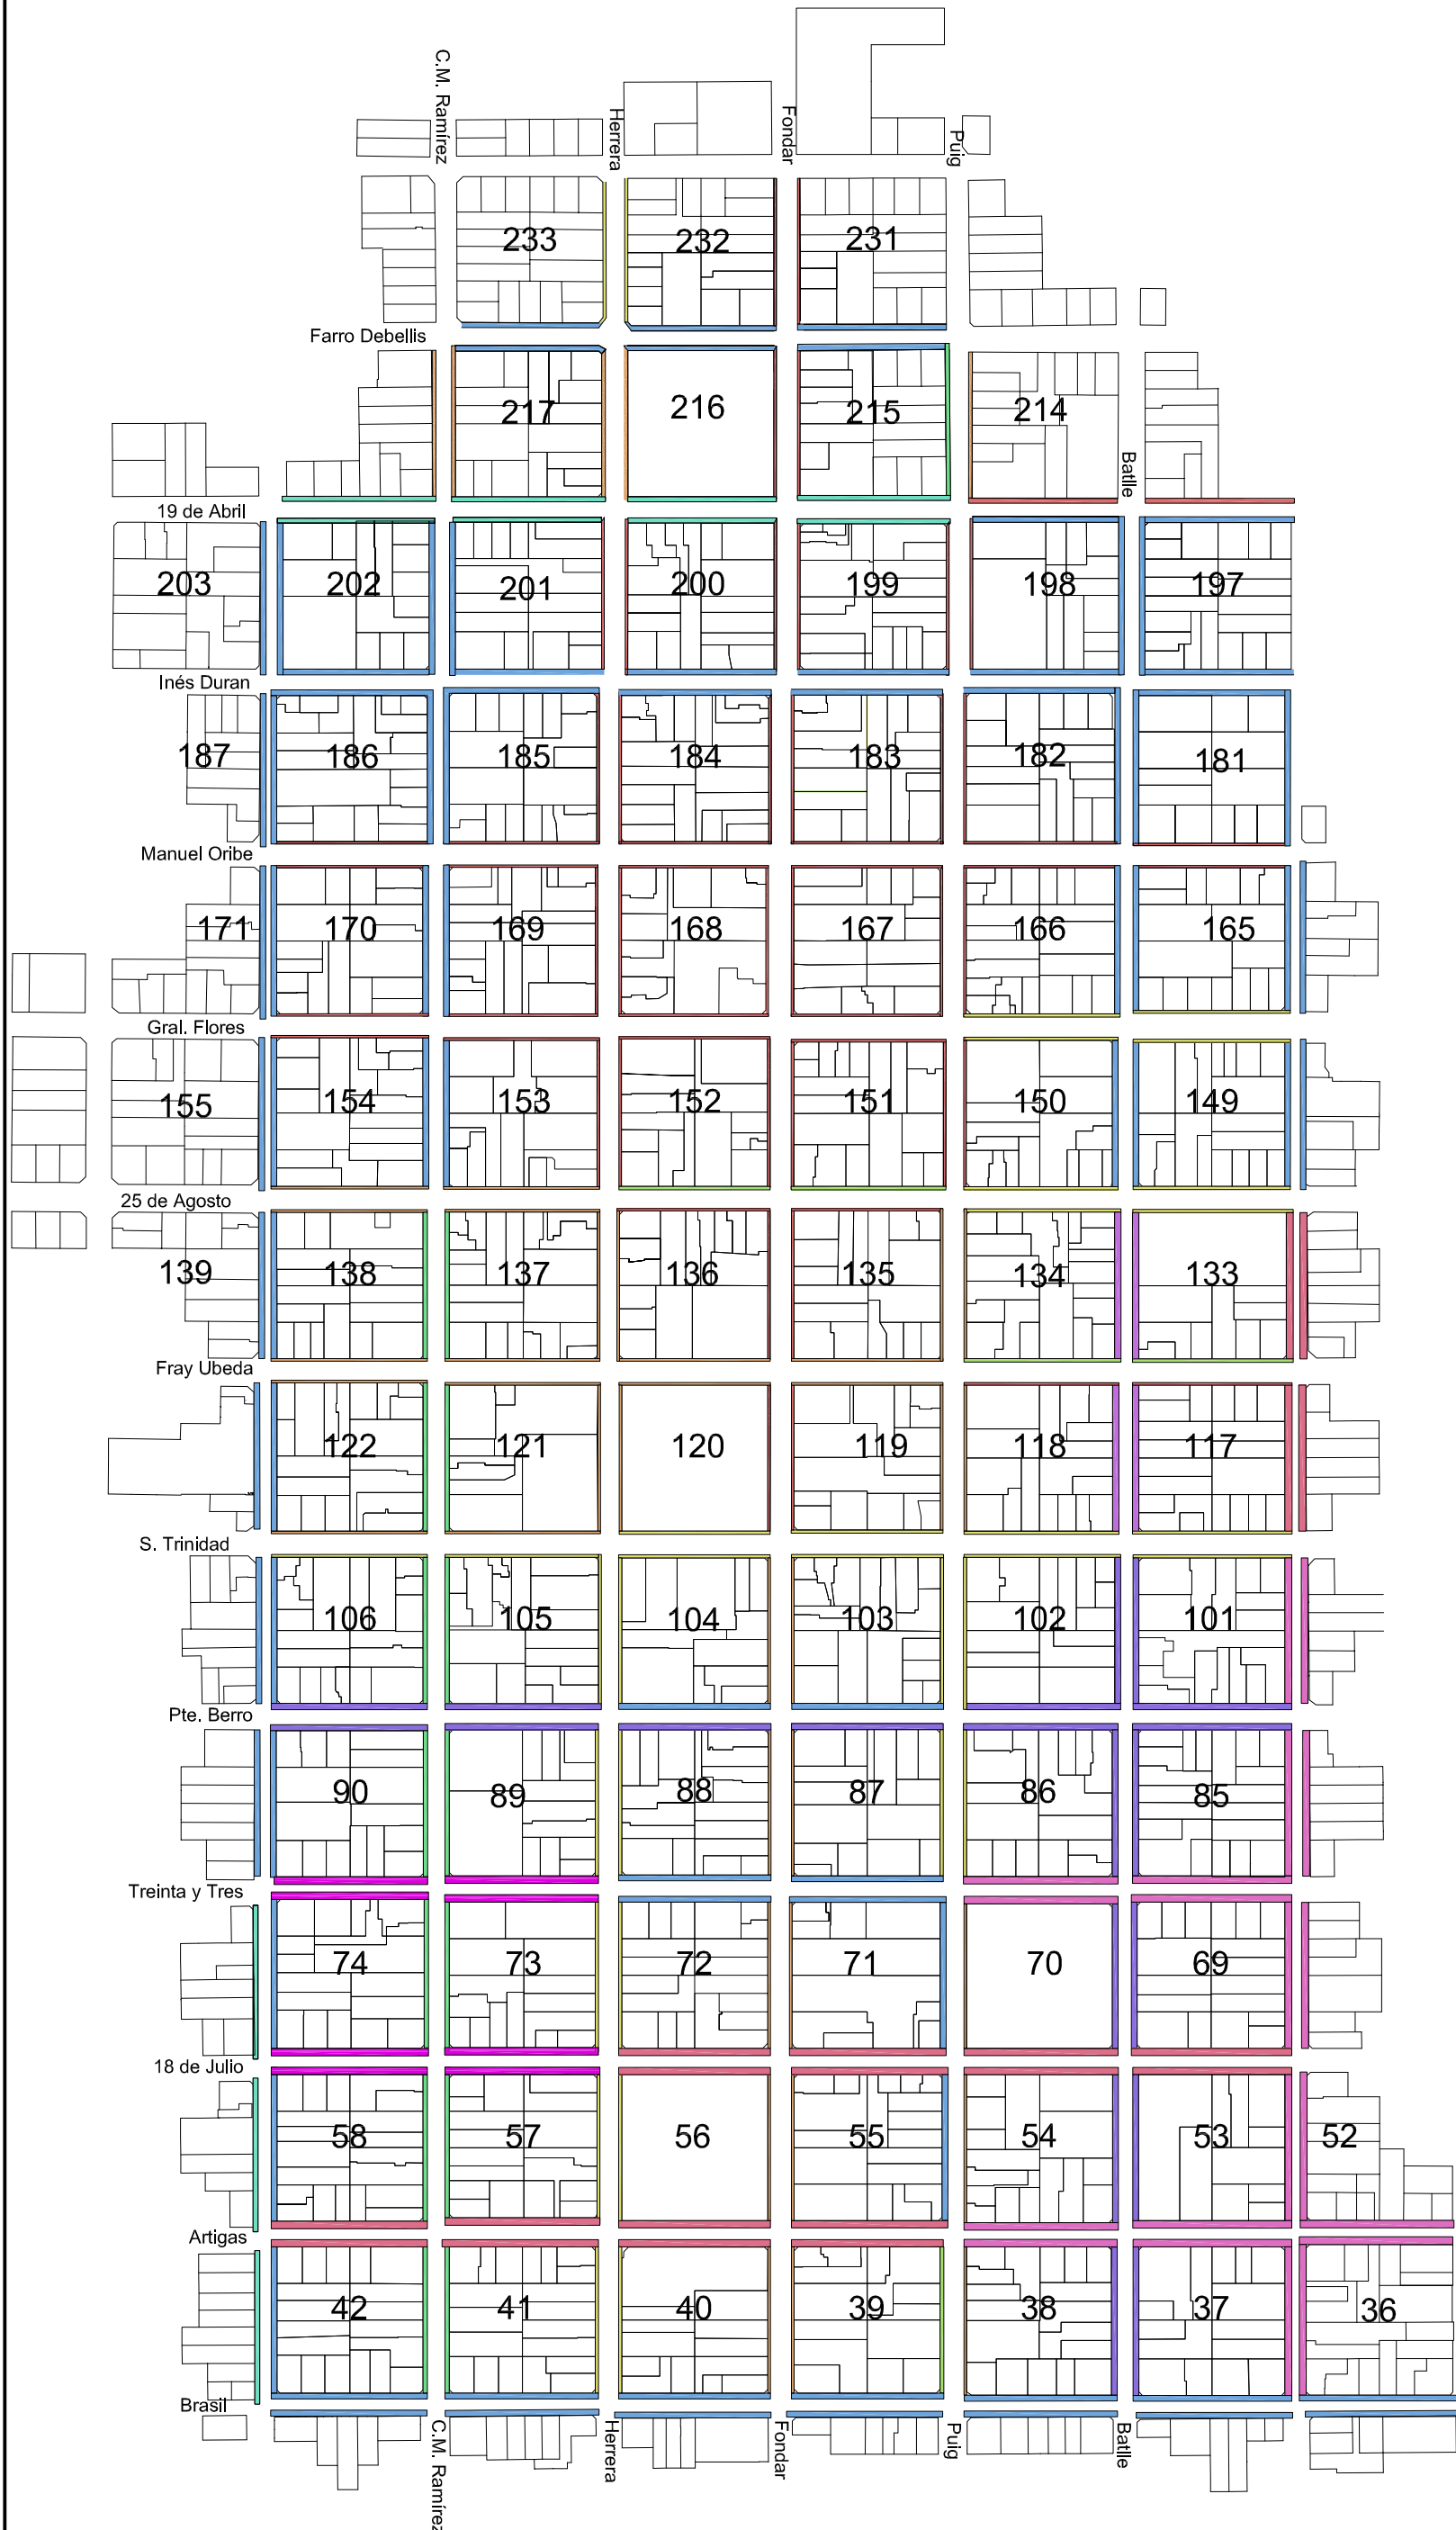 C.M. Ramírez
Herrera
Fondar
Puig
233 232 231
Farro Debellis
217 216 215 214
Batlle
19 de Abril
203 202 201 200 199 198 197
Inés Duran
187 186 185 184 183 182 181
Manuel Oribe
171 170 169 168 167 166 165
Gral. Flores
155 154 153 152 151 150 149
25 de Agosto
139 138 137 136 135 134 133
Fray Ubeda
122 121 120 119 118 117
S. Trinidad
106 105 104 103 102 101
Pte. Berro
90 89 88 87 86 85
Treinta y Tres
74 73 72 71 70 69
18 de Julio
58 57 56 55 54 53 52
Artigas
42 41 40 39 38 37 36
Brasil
C.M. Ramírez
Herrera
Fondar
Puig
Batlle